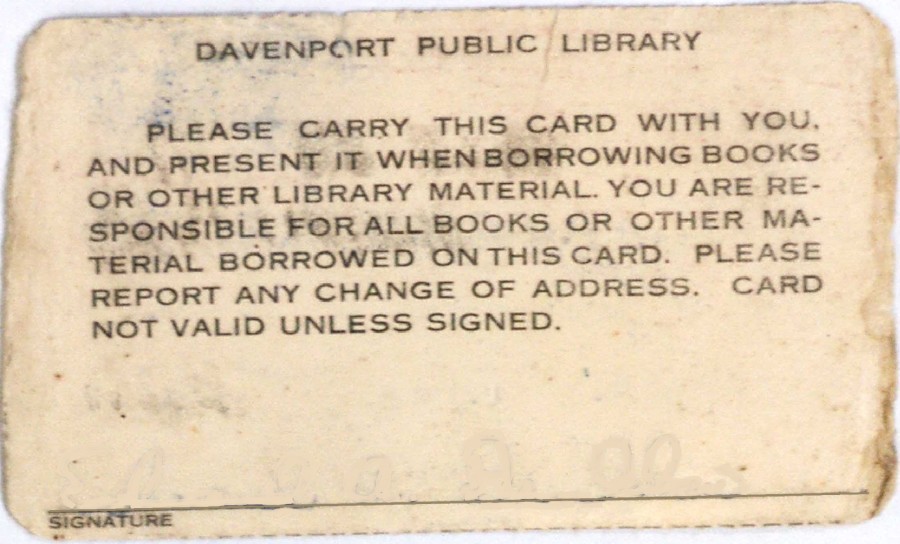 DAVENPORT PUBLIC LIBRARY
PLEASE CARRY THIS CARD WITH YOU,
AND PRESENT IT WHEN BORROWING BOOKS
OR OTHER LIBRARY MATERIAL. YOU ARE RE-
SPONSIBLE FOR ALL BOOKS OR OTHER MA-
TERIAL BORROWED ON THIS CARD. PLEASE
REPORT ANY CHANGE OF ADDRESS. CARD
NOT VALID UNLESS SIGNED.
SIGNATURE